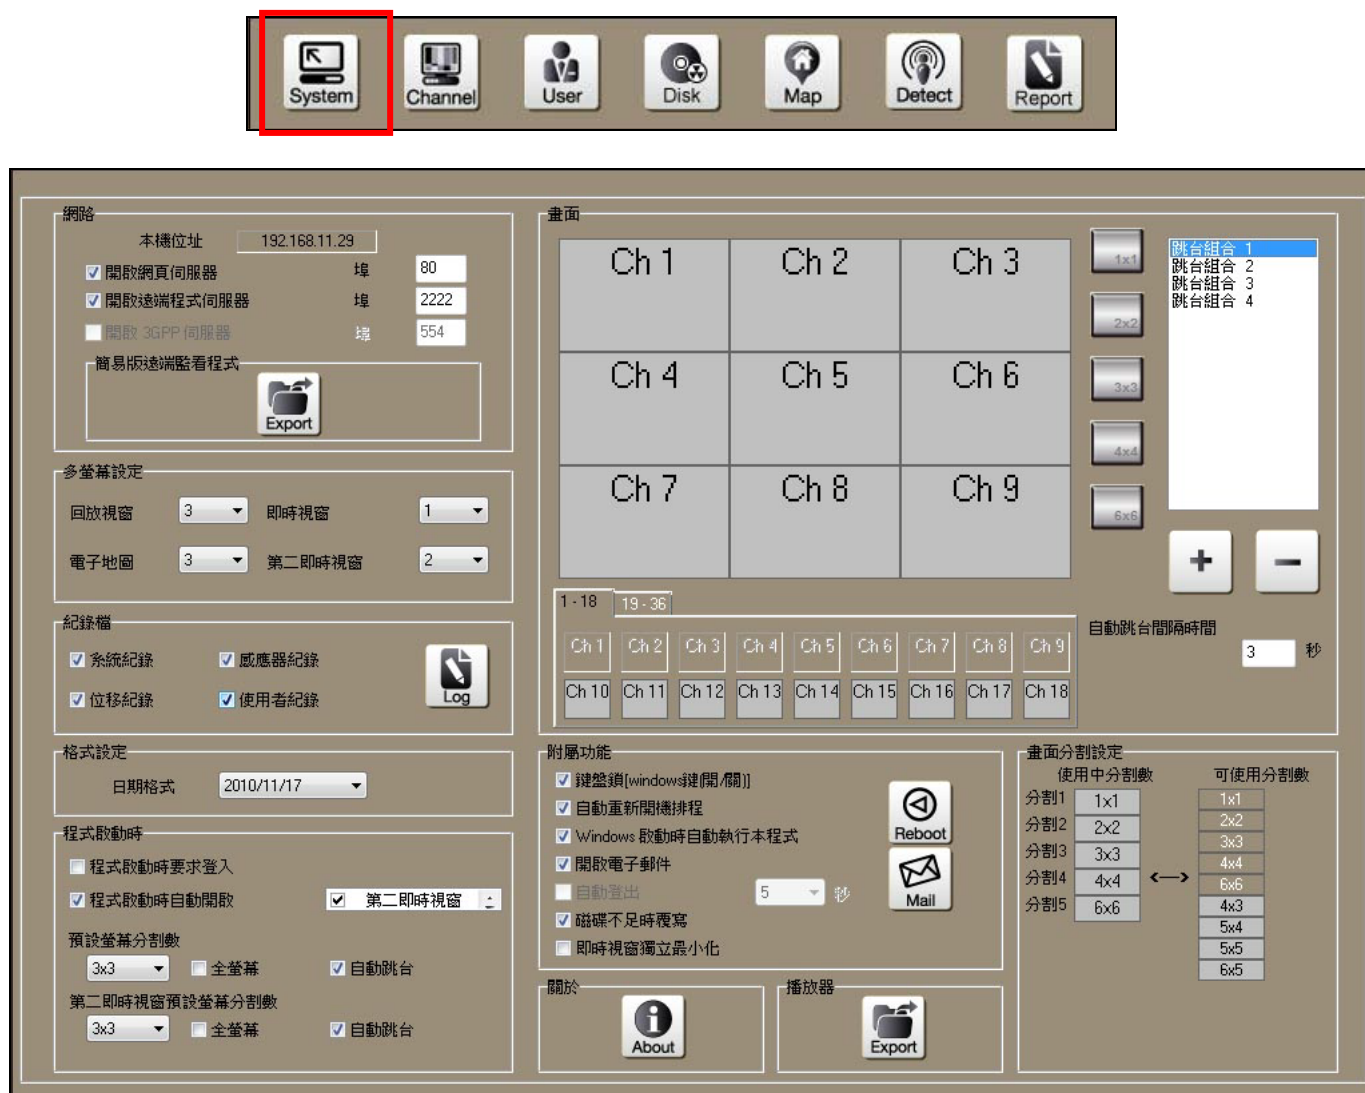 System Channel User Disk Map Detect Report
網路
本機位址 192.168.11.29
開啟網頁伺服器 埠 80
開啟遠端程式伺服器 埠 2222
開啟 3GPP 伺服器 埠 554
簡易版遠端監看程式
Export
多螢幕設定
回放視窗 3 即時視窗 1
電子地圖 3 第二即時視窗 2
紀錄檔
系統紀錄 感應器紀錄
位移紀錄 使用者紀錄
Log
格式設定
日期格式 2010/11/17
程式啟動時
程式啟動時要求登入
程式啟動時自動開啟 第二即時視窗
預設螢幕分割數
3x3 全螢幕 自動跳台
第二即時視窗預設螢幕分割數
3x3 全螢幕 自動跳台
畫面
Ch 1 Ch 2 Ch 3
Ch 4 Ch 5 Ch 6
Ch 7 Ch 8 Ch 9
1x1
2x2
3x3
4x4
6x6
跳台組合 1
跳台組合 2
跳台組合 3
跳台組合 4
+ −
自動跳台間隔時間
3 秒
1 - 18 19 - 36
Ch 1 Ch 2 Ch 3 Ch 4 Ch 5 Ch 6 Ch 7 Ch 8 Ch 9
Ch 10 Ch 11 Ch 12 Ch 13 Ch 14 Ch 15 Ch 16 Ch 17 Ch 18
附屬功能
鍵盤鎖[windows鍵(開/關)]
自動重新開機排程
Windows 啟動時自動執行本程式
開啟電子郵件
自動登出 5 秒
磁碟不足時覆寫
即時視窗獨立最小化
Reboot
Mail
關於
About
播放器
Export
畫面分割設定
使用中分割數 可使用分割數
分割1 1x1
分割2 2x2
分割3 3x3
分割4 4x4
分割5 6x6
<-->
1x1
2x2
3x3
4x4
6x6
4x3
5x4
5x5
6x5